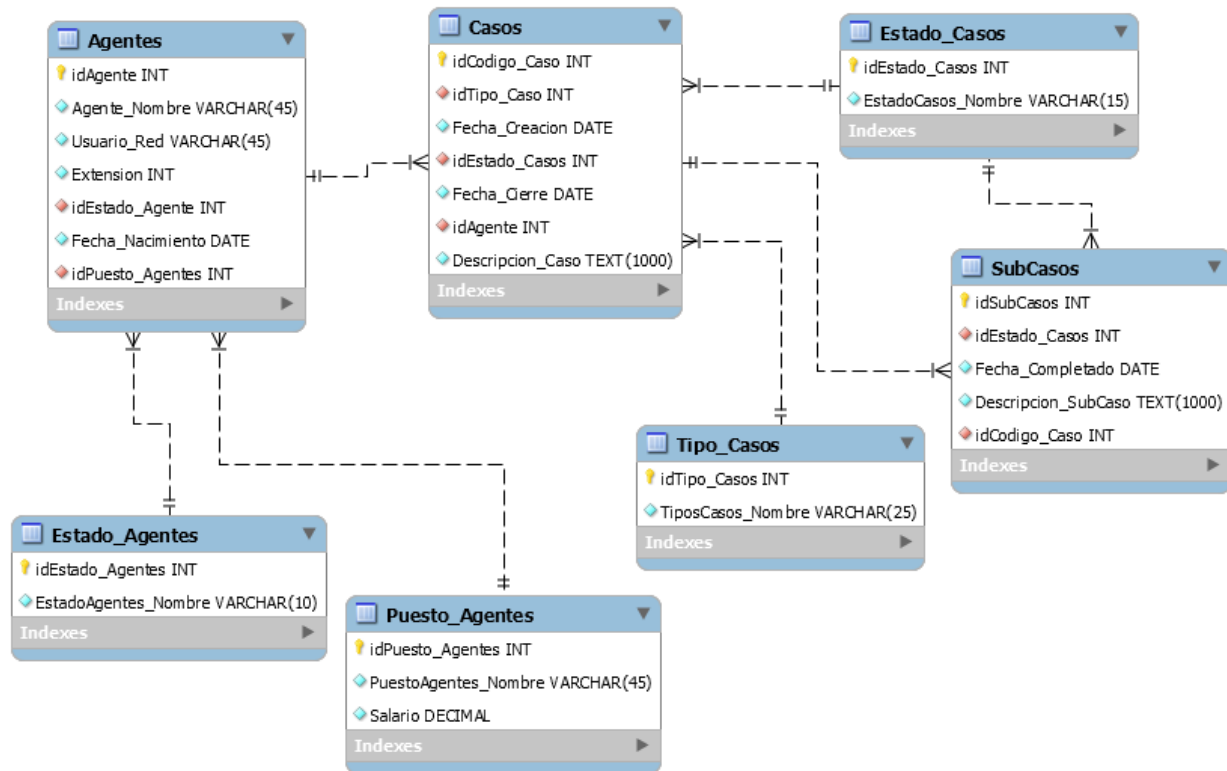 Agentes
idAgente INT
Agente_Nombre VARCHAR(45)
Usuario_Red VARCHAR(45)
Extension INT
idEstado_Agente INT
Fecha_Nacimiento DATE
idPuesto_Agentes INT
Indexes
Casos
idCodigo_Caso INT
idTipo_Caso INT
Fecha_Creacion DATE
idEstado_Casos INT
Fecha_Cierre DATE
idAgente INT
Descripcion_Caso TEXT(1000)
Indexes
Estado_Casos
idEstado_Casos INT
EstadoCasos_Nombre VARCHAR(15)
Indexes
SubCasos
idSubCasos INT
idEstado_Casos INT
Fecha_Completado DATE
Descripcion_SubCaso TEXT(1000)
idCodigo_Caso INT
Indexes
Tipo_Casos
idTipo_Casos INT
TiposCasos_Nombre VARCHAR(25)
Indexes
Estado_Agentes
idEstado_Agentes INT
EstadoAgentes_Nombre VARCHAR(10)
Indexes
Puesto_Agentes
idPuesto_Agentes INT
PuestoAgentes_Nombre VARCHAR(45)
Salario DECIMAL
Indexes